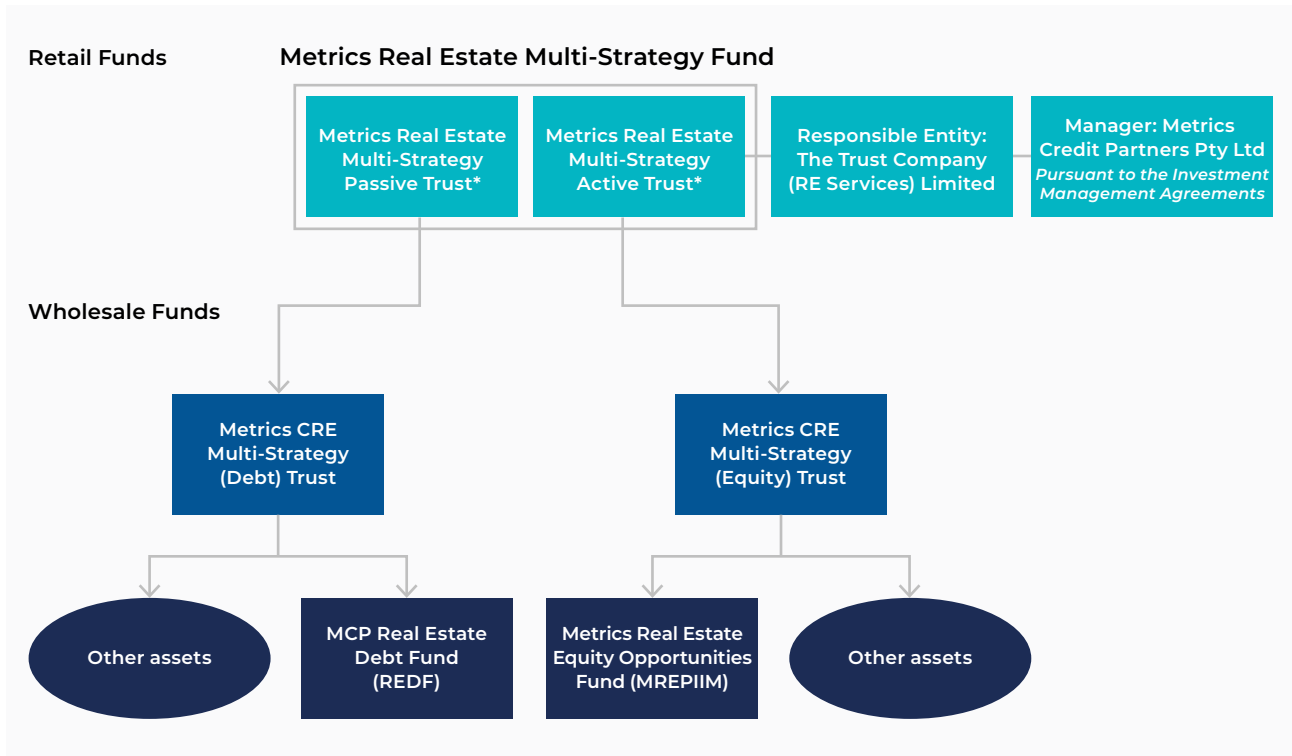 Retail Funds
Metrics Real Estate Multi-Strategy Fund
Metrics Real Estate
Multi-Strategy
Passive Trust*
Metrics Real Estate
Multi-Strategy
Active Trust*
Responsible Entity:
The Trust Company
(RE Services) Limited
Manager: Metrics
Credit Partners Pty Ltd
Pursuant to the Investment
Management Agreements
Wholesale Funds
Metrics CRE
Multi-Strategy
(Debt) Trust
Metrics CRE
Multi-Strategy
(Equity) Trust
Other assets
MCP Real Estate
Debt Fund
(REDF)
Metrics Real Estate
Equity Opportunities
Fund (MREPIIM)
Other assets